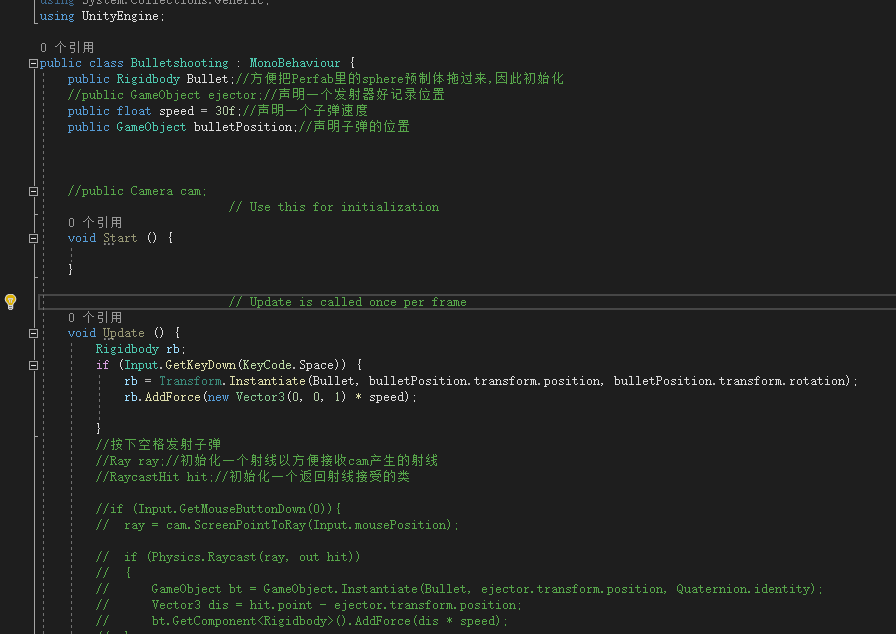 using System.Collections.Generic;
using UnityEngine;
0 个引用
public class Bulletshooting : MonoBehaviour {
public Rigidbody Bullet;//方便把Perfab里的sphere预制体拖过来,因此初始化
//public GameObject ejector;//声明一个发射器好记录位置
public float speed = 30f;//声明一个子弹速度
public GameObject bulletPosition;//声明子弹的位置
//public Camera cam;
// Use this for initialization
0 个引用
void Start () {
}
// Update is called once per frame
0 个引用
void Update () {
Rigidbody rb;
if (Input.GetKeyDown(KeyCode.Space)) {
rb = Transform.Instantiate(Bullet, bulletPosition.transform.position, bulletPosition.transform.rotation);
rb.AddForce(new Vector3(0, 0, 1) * speed);
}
//按下空格发射子弹
//Ray ray;//初始化一个射线以方便接收cam产生的射线
//RaycastHit hit;//初始化一个返回射线接受的类
//if (Input.GetMouseButtonDown(0)){
// ray = cam.ScreenPointToRay(Input.mousePosition);
// if (Physics.Raycast(ray, out hit))
// {
// GameObject bt = GameObject.Instantiate(Bullet, ejector.transform.position, Quaternion.identity);
// Vector3 dis = hit.point - ejector.transform.position;
// bt.GetComponent<Rigidbody>().AddForce(dis * speed);